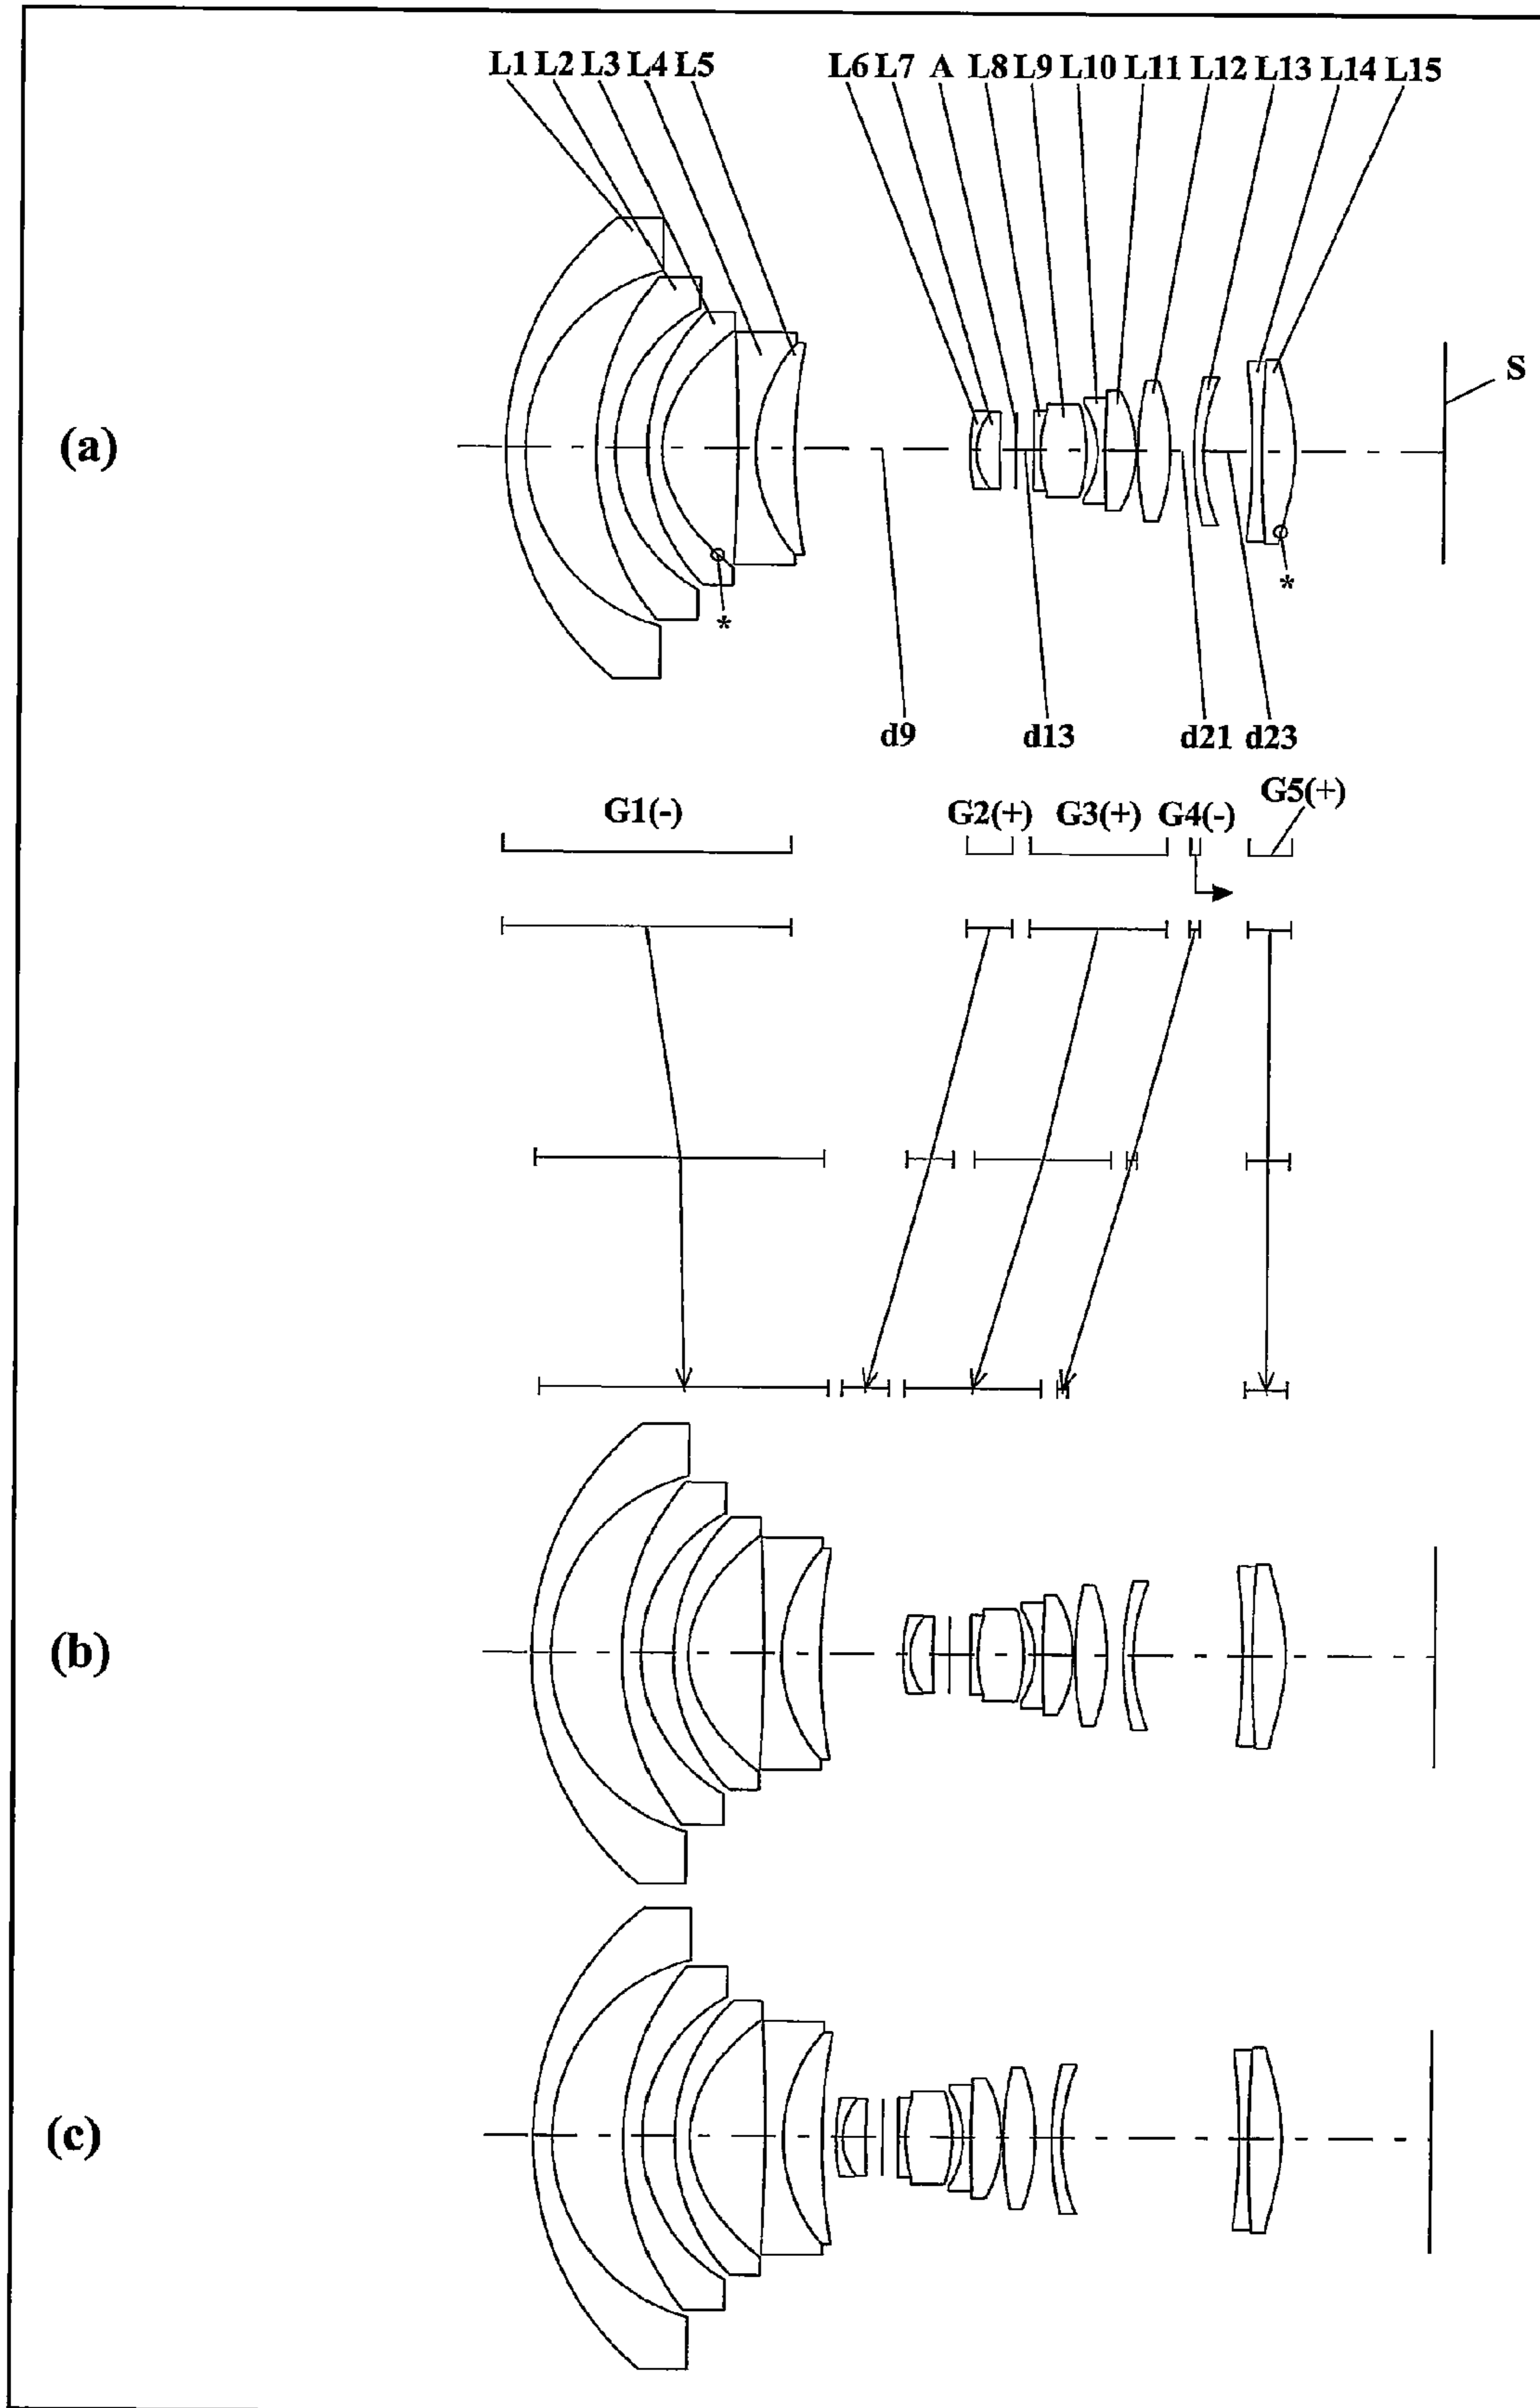 L1 L2 L3 L4 L5 L6 L7 A L8 L9 L10 L11 L12 L13 L14 L15
S
(a)
*
*
d9 d13 d21 d23
G1(-) G2(+) G3(+) G4(-) G5(+)
(b)
(c)